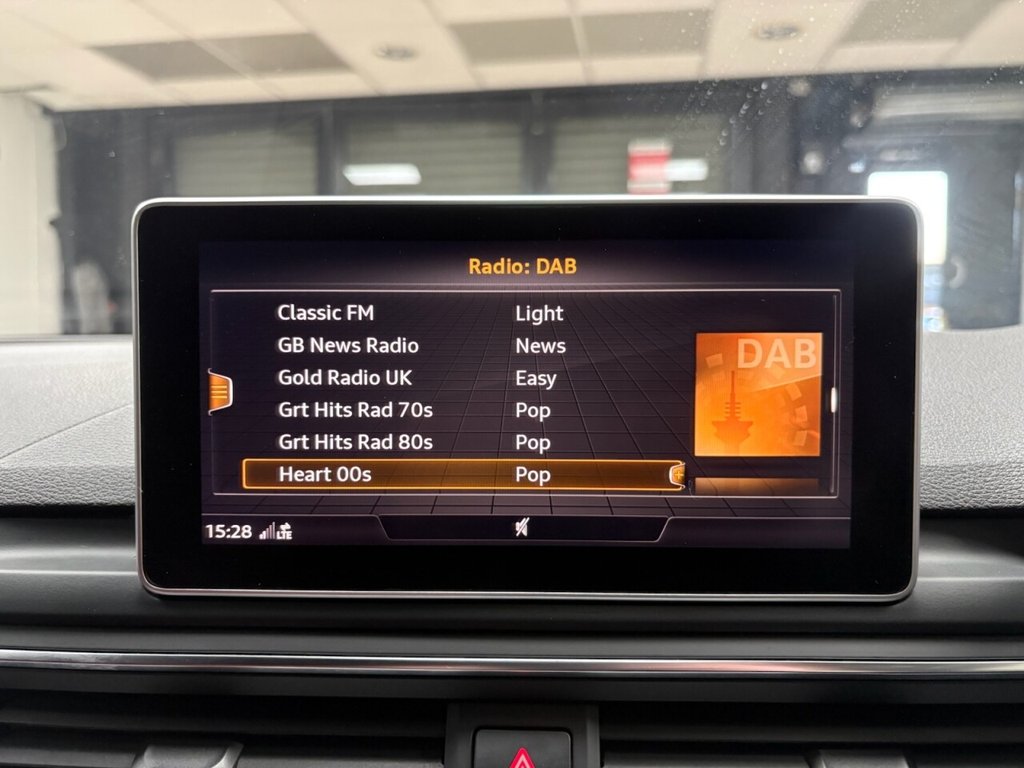 Radio: DAB
Classic FM Light
GB News Radio News
Gold Radio UK Easy
Grt Hits Rad 70s Pop
Grt Hits Rad 80s Pop
Heart 00s Pop
DAB
15:28 LTE